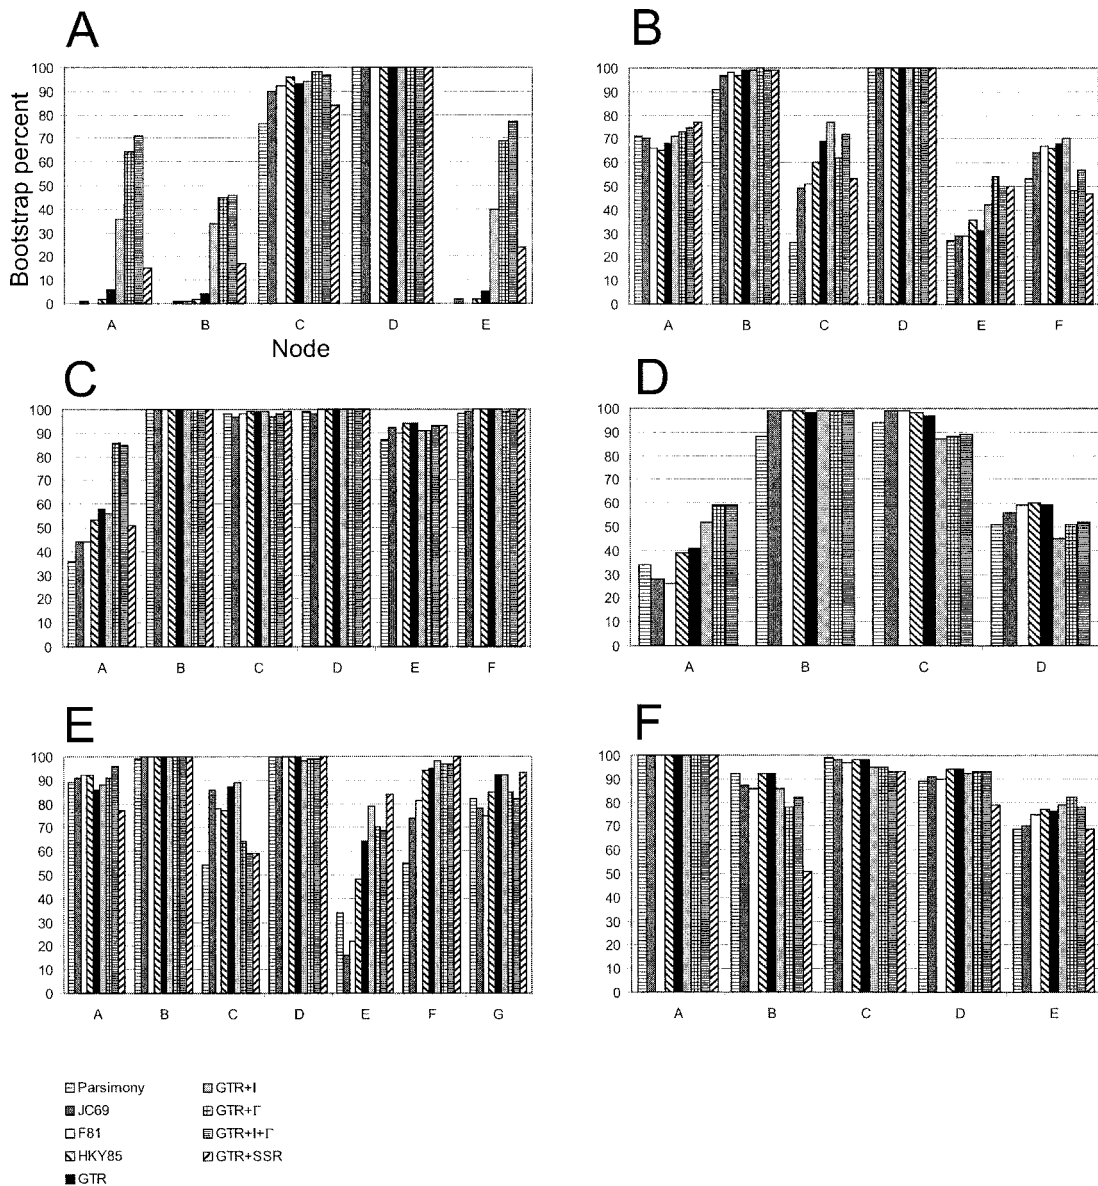 A
B
Bootstrap percent
100
90
80
70
60
50
40
30
20
10
0
A B C D E
Node
100
90
80
70
60
50
40
30
20
10
0
A B C D E F
C
D
100
90
80
70
60
50
40
30
20
10
0
A B C D E F
100
90
80
70
60
50
40
30
20
10
0
A B C D
E
F
100
90
80
70
60
50
40
30
20
10
0
A B C D E F G
100
90
80
70
60
50
40
30
20
10
0
A B C D E
Parsimony
JC69
F81
HKY85
GTR
GTR+I
GTR+Γ
GTR+I+Γ
GTR+SSR